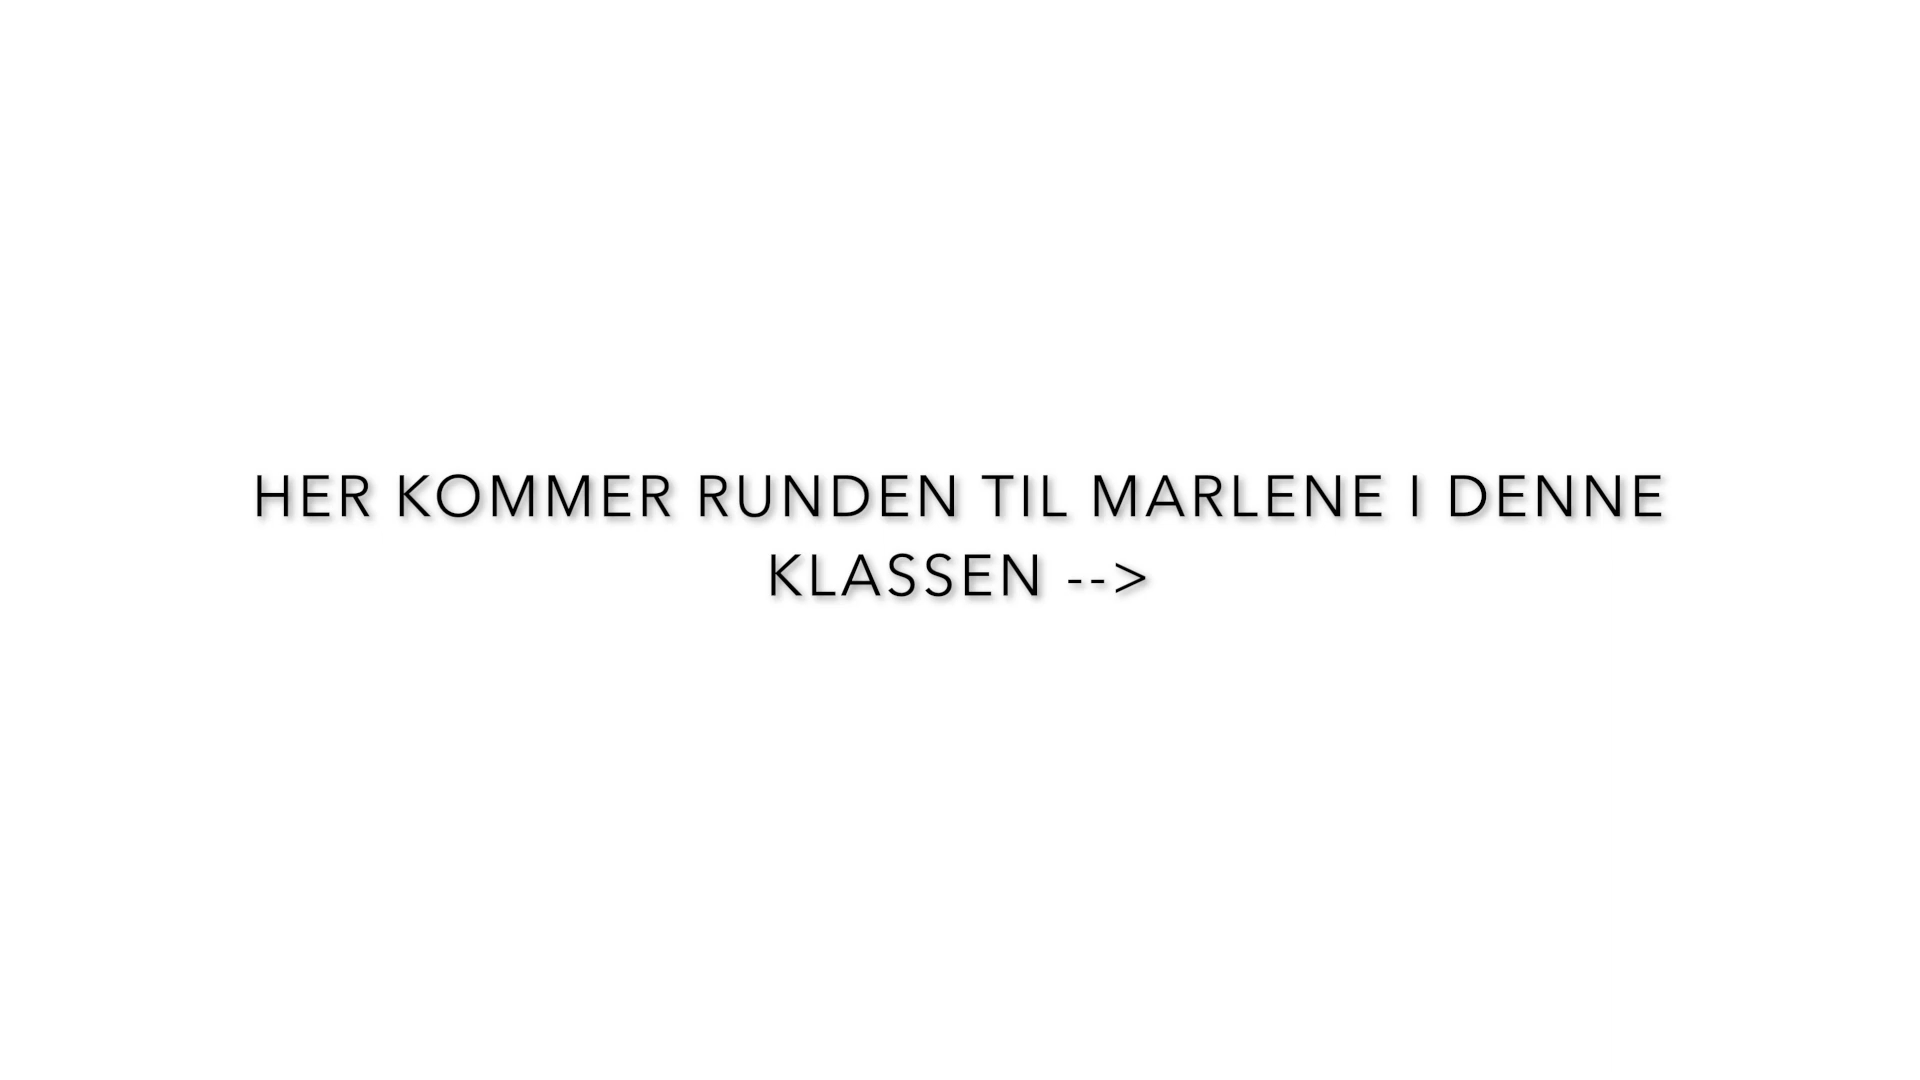 HER KOMMER RUNDEN TIL MARLENE I DENNE
KLASSEN -->